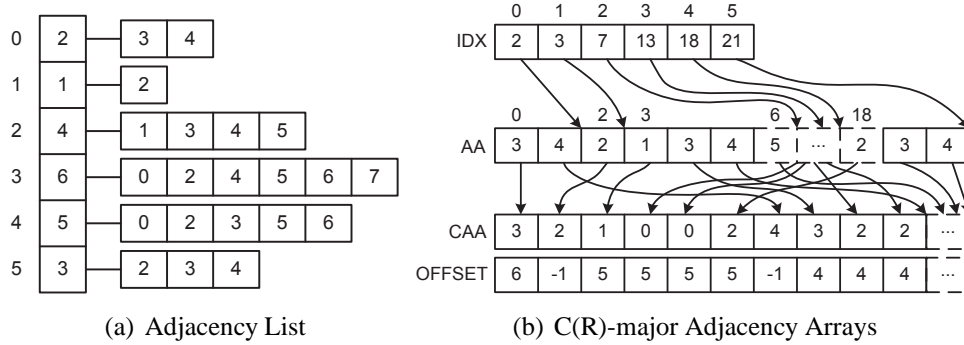 0 2 3 4
1 1 2
2 4 1 3 4 5
3 6 0 2 4 5 6 7
4 5 0 2 3 5 6
5 3 2 3 4
(a) Adjacency List
0 1 2 3 4 5
IDX 2 3 7 13 18 21
0 2 3 6 18
AA 3 4 2 1 3 4 5 ... 2 3 4
CAA 3 2 1 0 0 2 4 3 2 2 ...
OFFSET 6 -1 5 5 5 5 -1 4 4 4 ...
(b) C(R)-major Adjacency Arrays